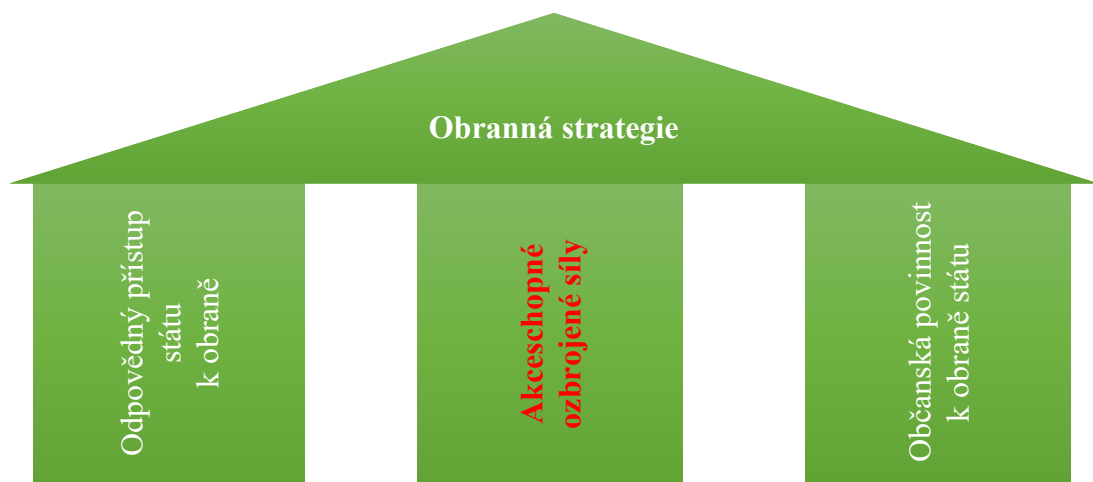 Obranná strategie
Odpovědný přístup
státu
k obraně
Akceschopné
ozbrojené síly
Občanská povinnost
k obraně státu